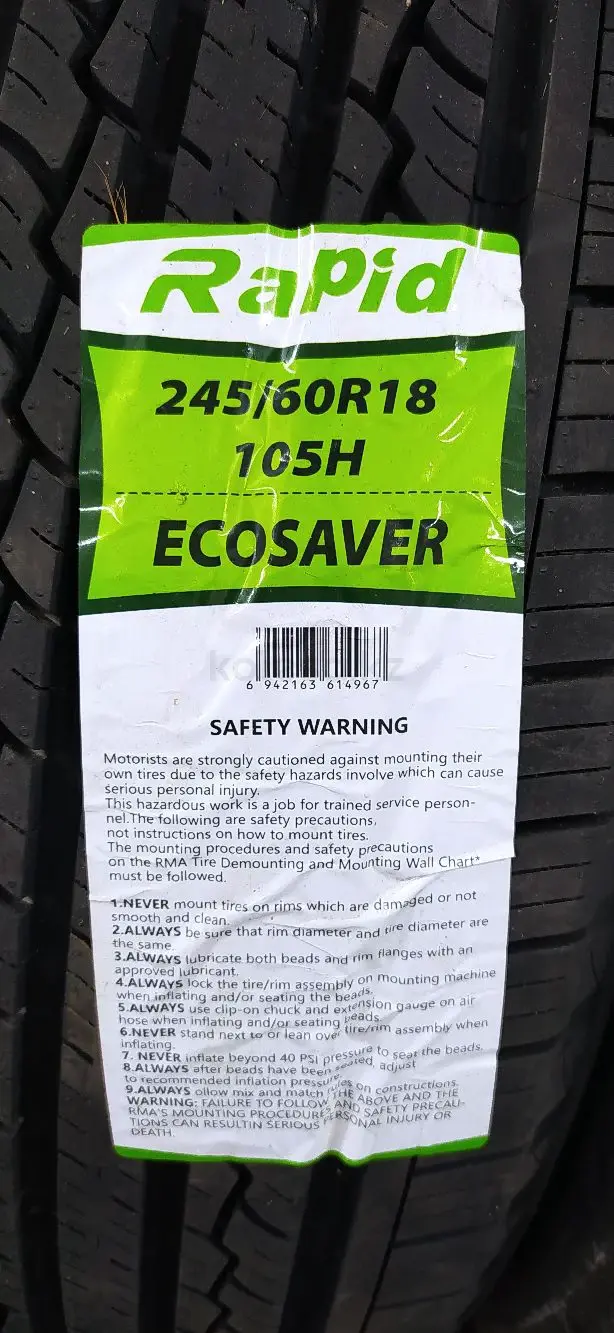 Rapid
245/60R18
105H
ECOSAVER
6 942163 614967
SAFETY WARNING
Motorists are strongly cautioned against mounting their
own tires due to the safety hazards involve which can cause
serious personal injury.
This hazardous work is a job for trained service person-
nel.The following are safety precautions,
not instructions on how to mount tires.
The mounting procedures and safety precautions
on the RMA Tire Demounting and Mounting Wall Chart*
must be followed.
1.NEVER mount tires on rims which are damaged or not
smooth and clean.
2.ALWAYS be sure that rim diameter and tire diameter are
the same.
3.ALWAYS lubricate both beads and rim flanges with an
approved lubricant.
4.ALWAYS lock the tire/rim assembly on mounting machine
when inflating and/or seating the beads.
5.ALWAYS use clip-on chuck and extension gauge on air
hose when inflating and/or seating beads.
6.NEVER stand next to or lean over tire/rim assembly when
inflating.
7. NEVER inflate beyond 40 PSI pressure to seat the beads.
8.ALWAYS after beads have been seated adjust
to recommended inflation pressure.
9.ALWAYS ollow mix and match on constructions.
WARNING: FAILURE TO FOLLOW THE ABOVE AND THE
RMA'S MOUNTING PROCEDURES AND SAFETY PRECAU-
TIONS CAN RESULTIN SERIOUS PERSONAL INJURY OR
DEATH.